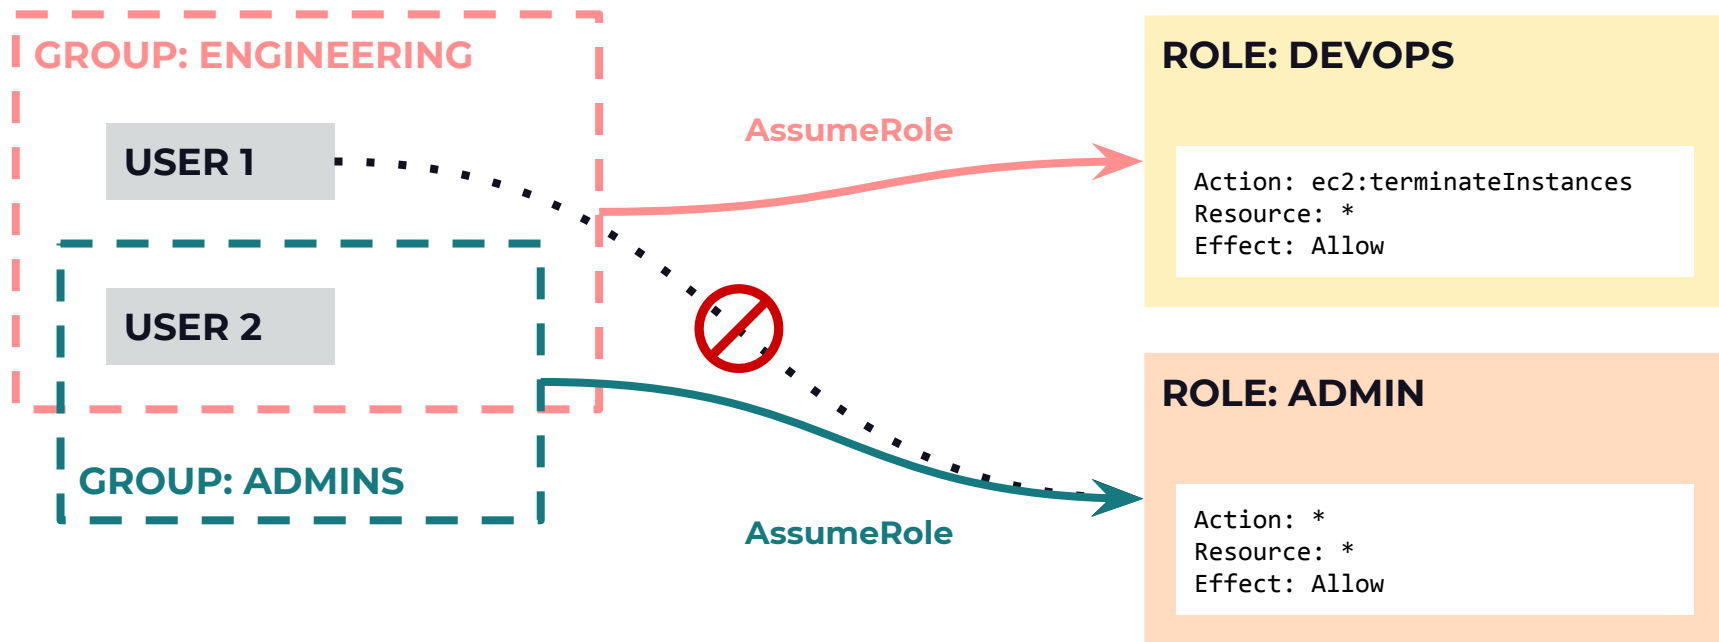 GROUP: ENGINEERING
USER 1
USER 2
GROUP: ADMINS
AssumeRole
AssumeRole
ROLE: DEVOPS
Action: ec2:terminateInstances
Resource: *
Effect: Allow
ROLE: ADMIN
Action: *
Resource: *
Effect: Allow